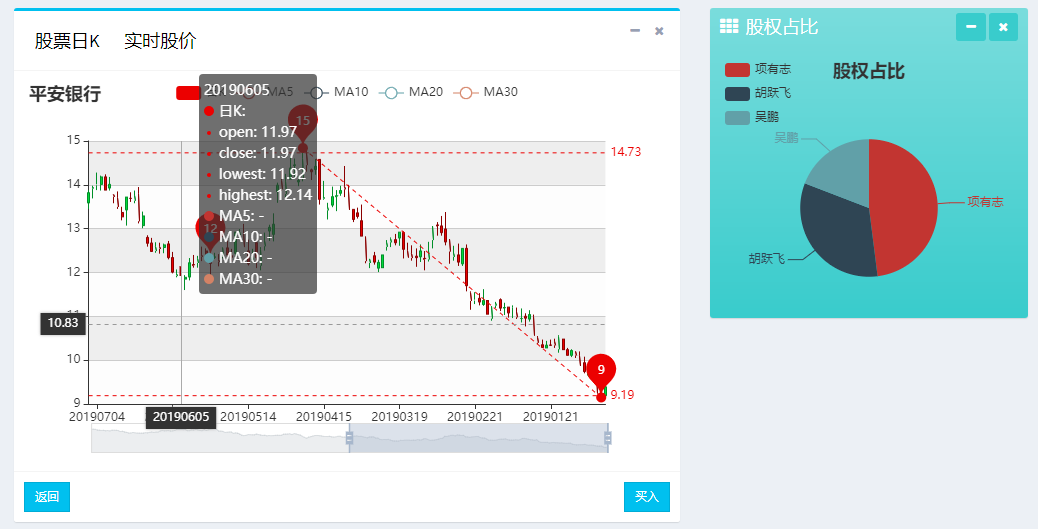 股票日K 实时股价
平安银行
MA5 MA10 MA20 MA30
20190605
日K:
open: 11.97
close: 11.97
lowest: 11.92
highest: 12.14
MA5: -
MA10: -
MA20: -
MA30: -
15
12
9
14.73
9.19
15
14
13
12
11
10.83
10
9
20190704 20190605 20190514 20190415 20190319 20190221 20190121
返回 买入
股权占比
股权占比
项有志
胡跃飞
吴鹏
吴鹏
项有志
胡跃飞